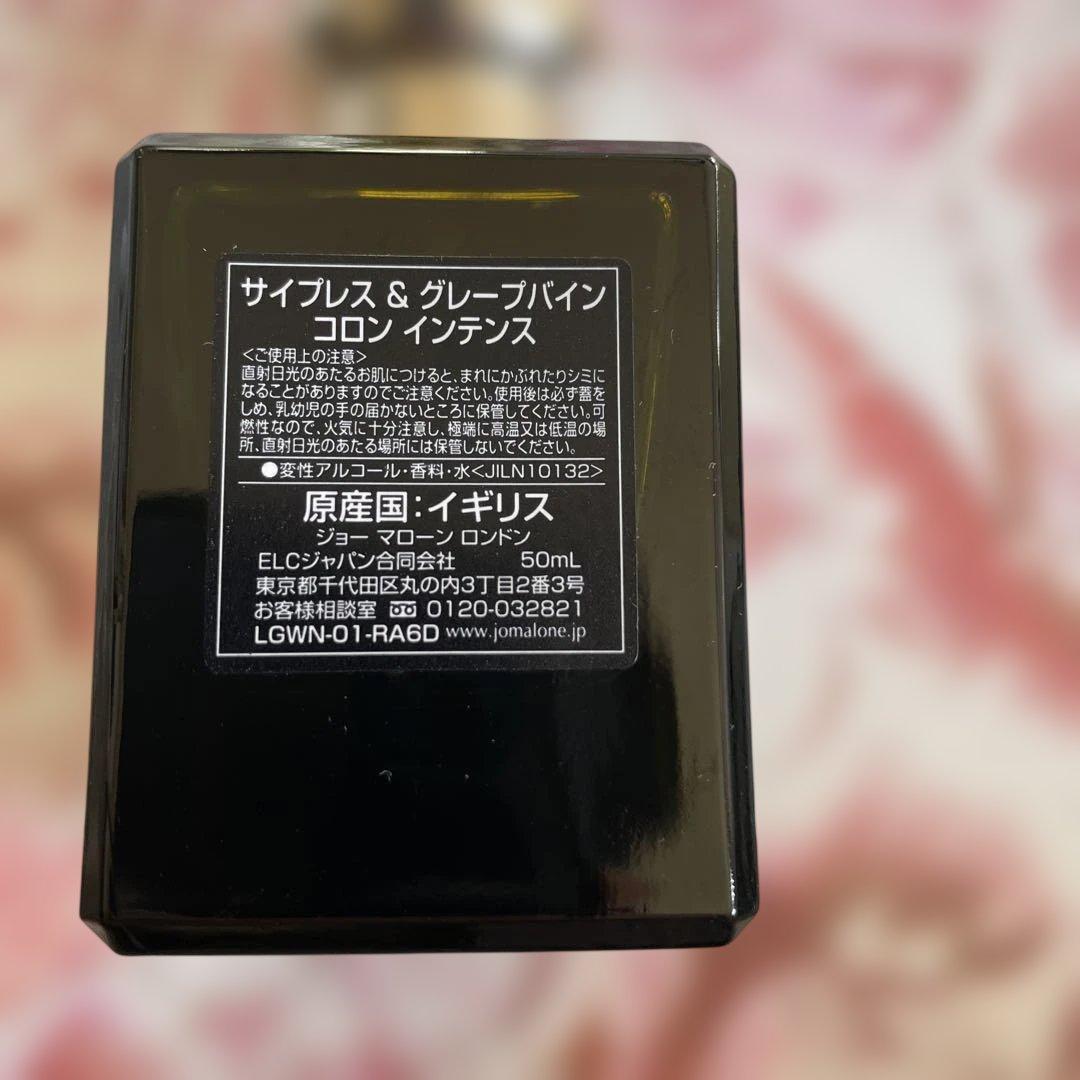 サイプレス & グレープバイン
コロン インテンス
<ご使用上の注意>
直射日光のあたるお肌につけると、まれにかぶれたりシミに
なることがありますのでご注意ください。使用後は必ず蓋を
しめ、乳幼児の手の届かないところに保管してください。可
燃性なので、火気に十分注意し、極端に高温又は低温の場
所、直射日光のあたる場所には保管しないでください。
●変性アルコール・香料・水<JILN10132>
原産国：イギリス
ジョー マローン ロンドン
ELCジャパン合同会社 50mL
東京都千代田区丸の内3丁目2番3号
お客様相談室 0120-032821
LGWN-01-RA6D www.jomalone.jp